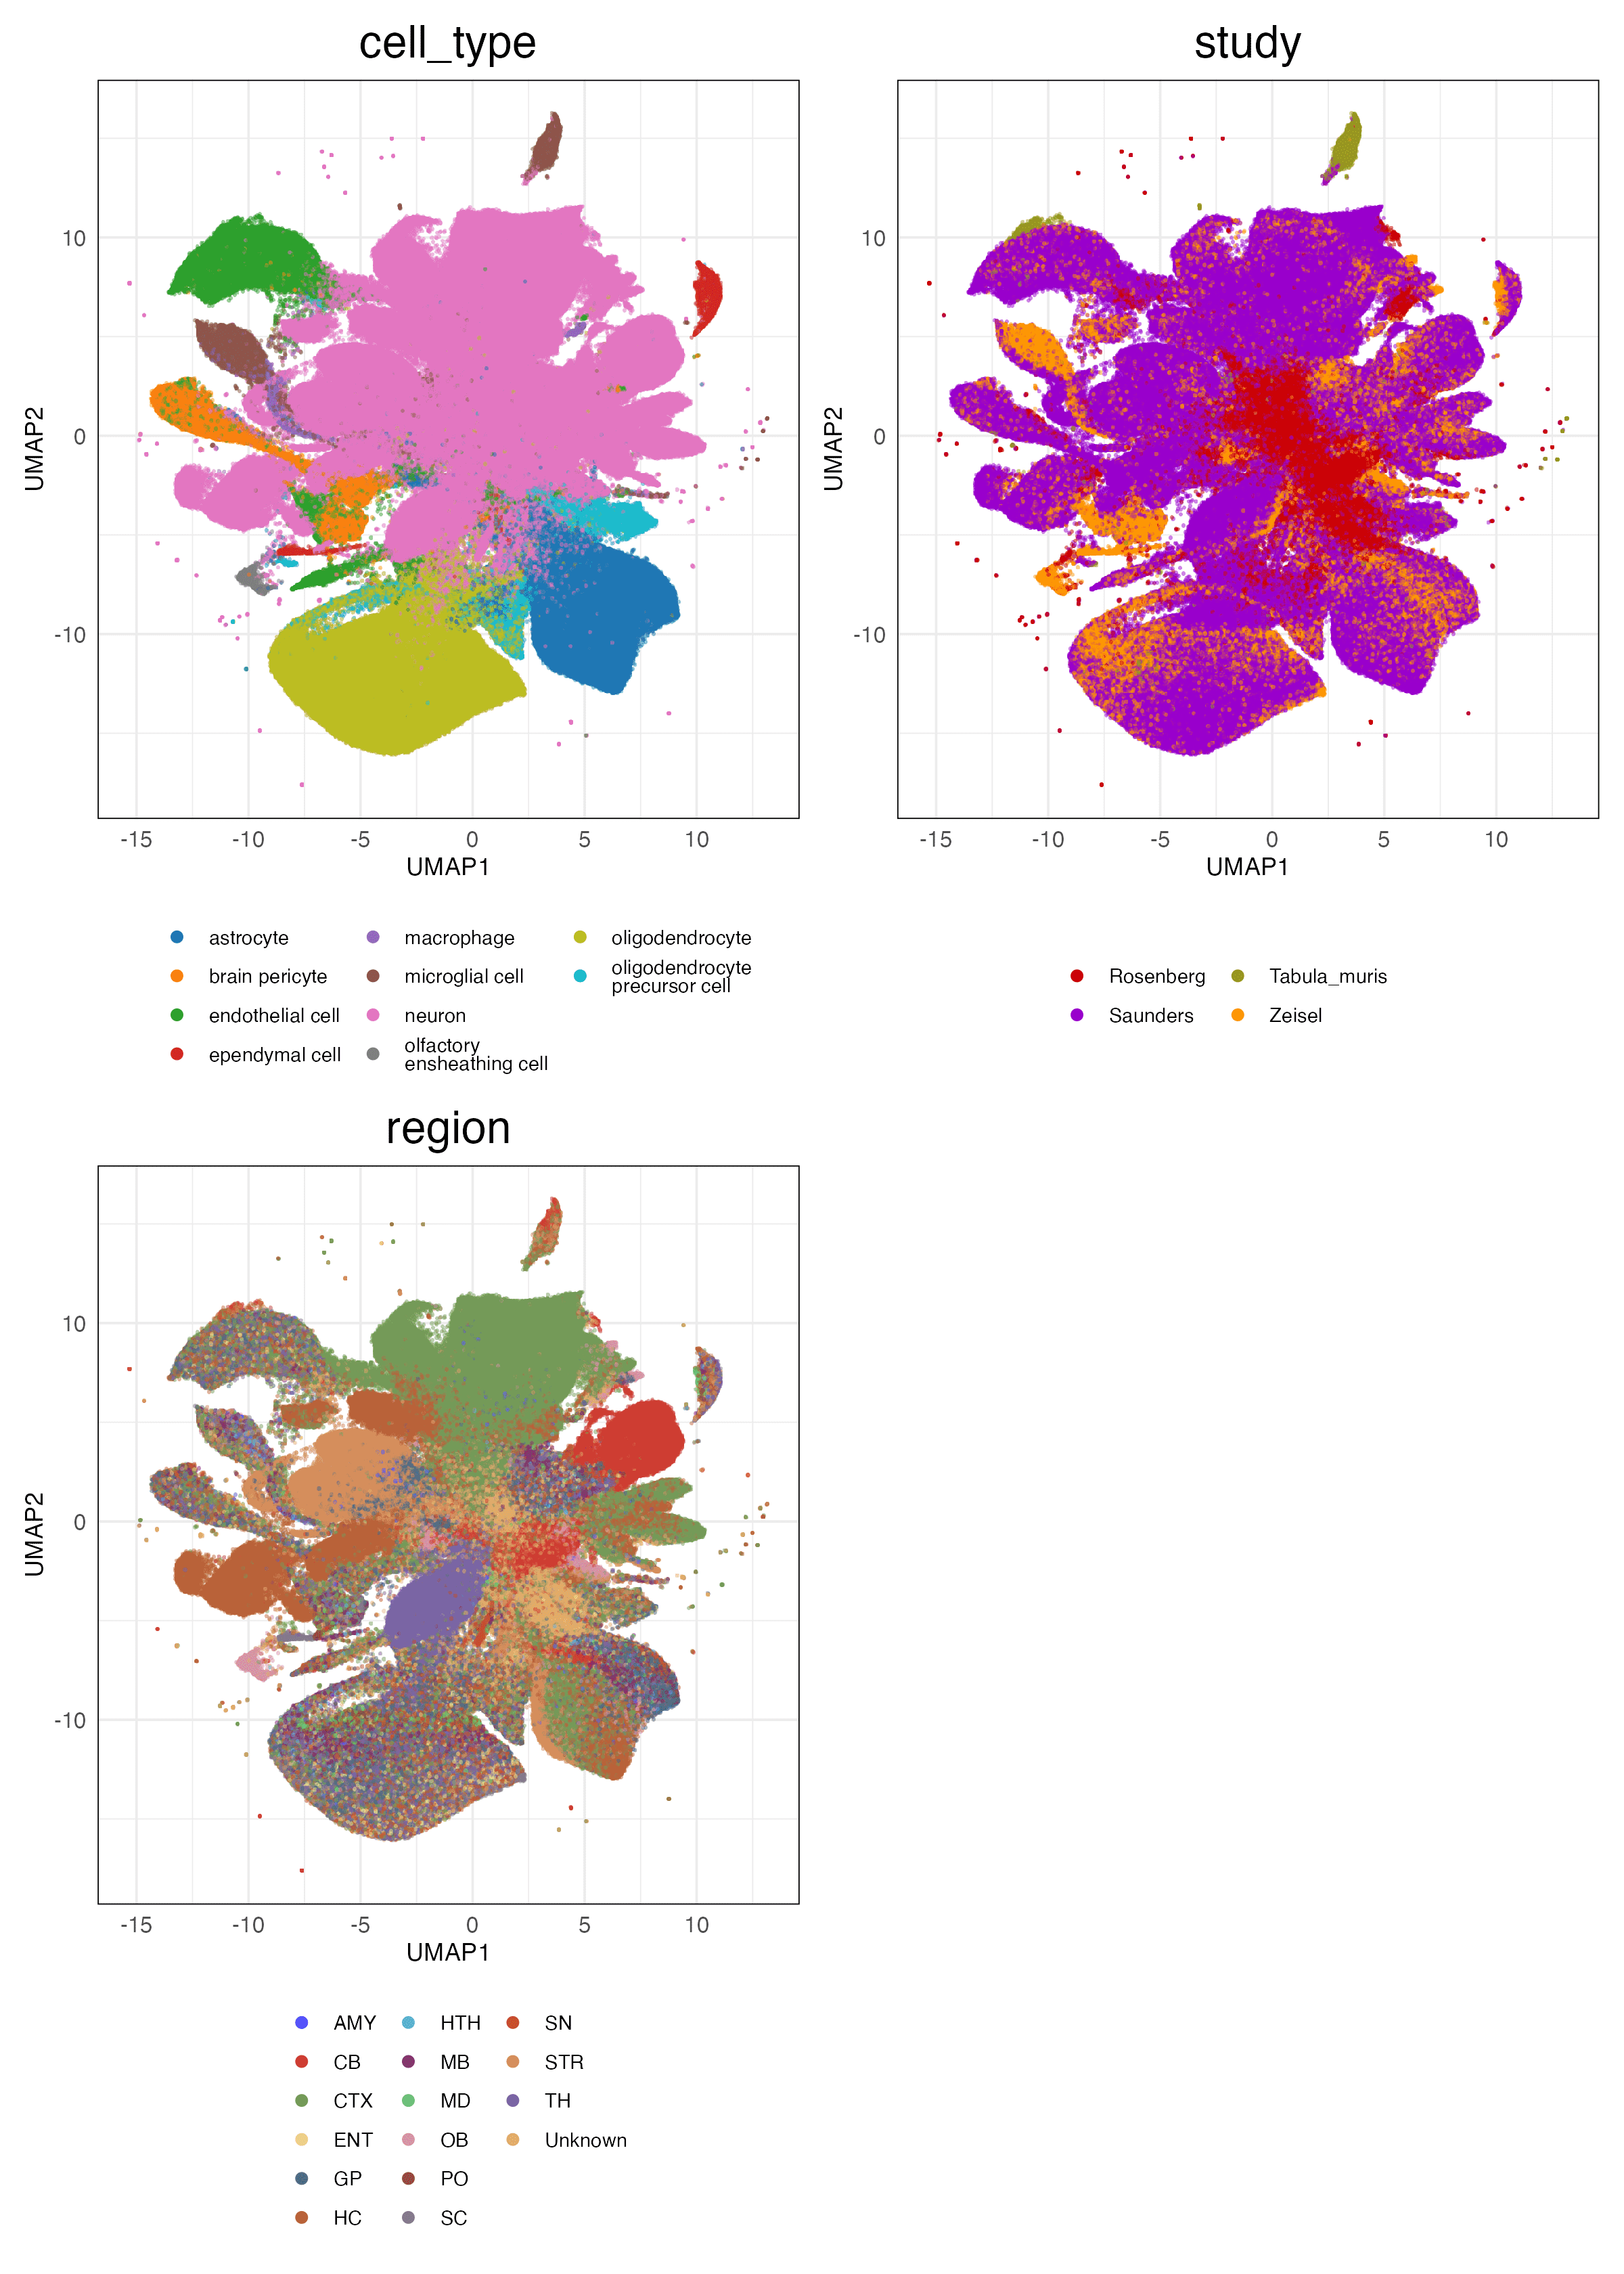 cell_type
study
10
0
-10
UMAP2
-15 -10 -5 0 5 10
UMAP1
10
0
-10
UMAP2
-15 -10 -5 0 5 10
UMAP1
astrocyte
brain pericyte
endothelial cell
ependymal cell
macrophage
microglial cell
neuron
olfactory
ensheathing cell
oligodendrocyte
oligodendrocyte
precursor cell
Rosenberg
Saunders
Tabula_muris
Zeisel
region
10
0
-10
UMAP2
-15 -10 -5 0 5 10
UMAP1
AMY
CB
CTX
ENT
GP
HC
HTH
MB
MD
OB
PO
SC
SN
STR
TH
Unknown